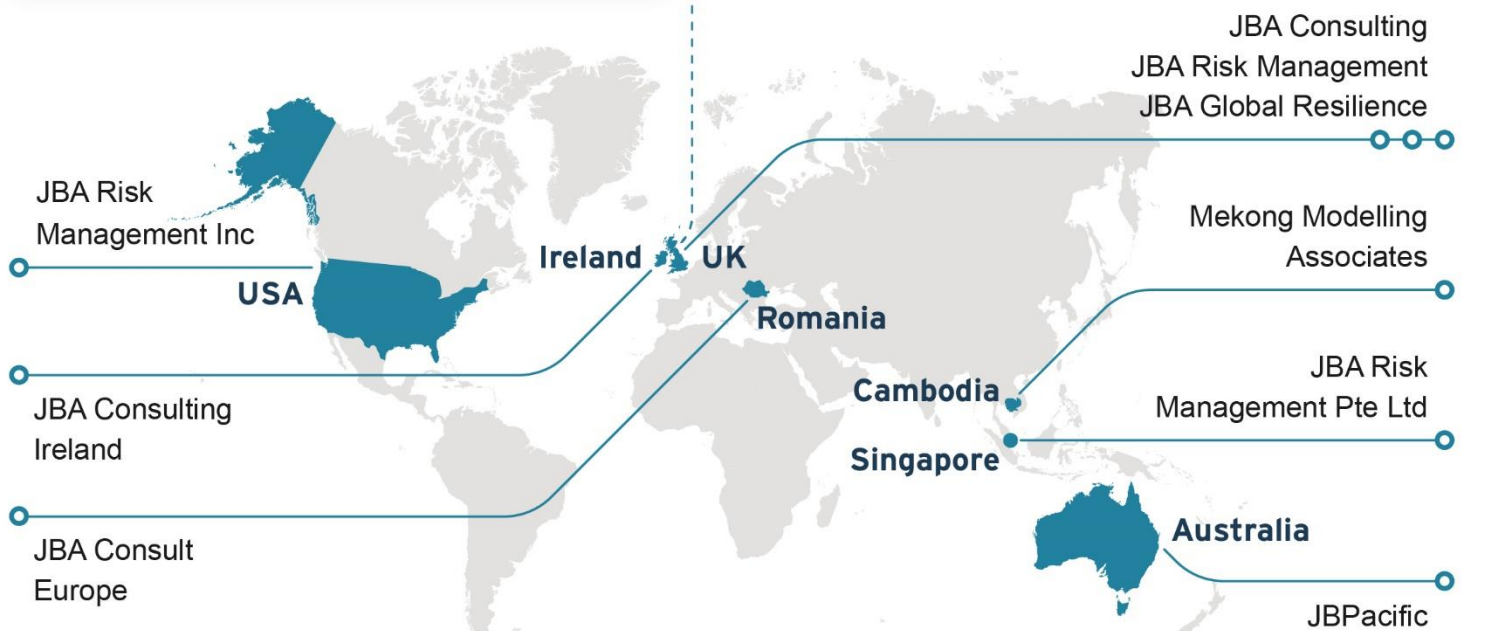 JBA Consulting
JBA Risk Management
JBA Global Resilience
JBA Risk
Management Inc
Mekong Modelling
Associates
Ireland
UK
USA
Romania
JBA Risk
Management Pte Ltd
Cambodia
JBA Consulting
Ireland
Singapore
Australia
JBA Consult
Europe
JBPacific